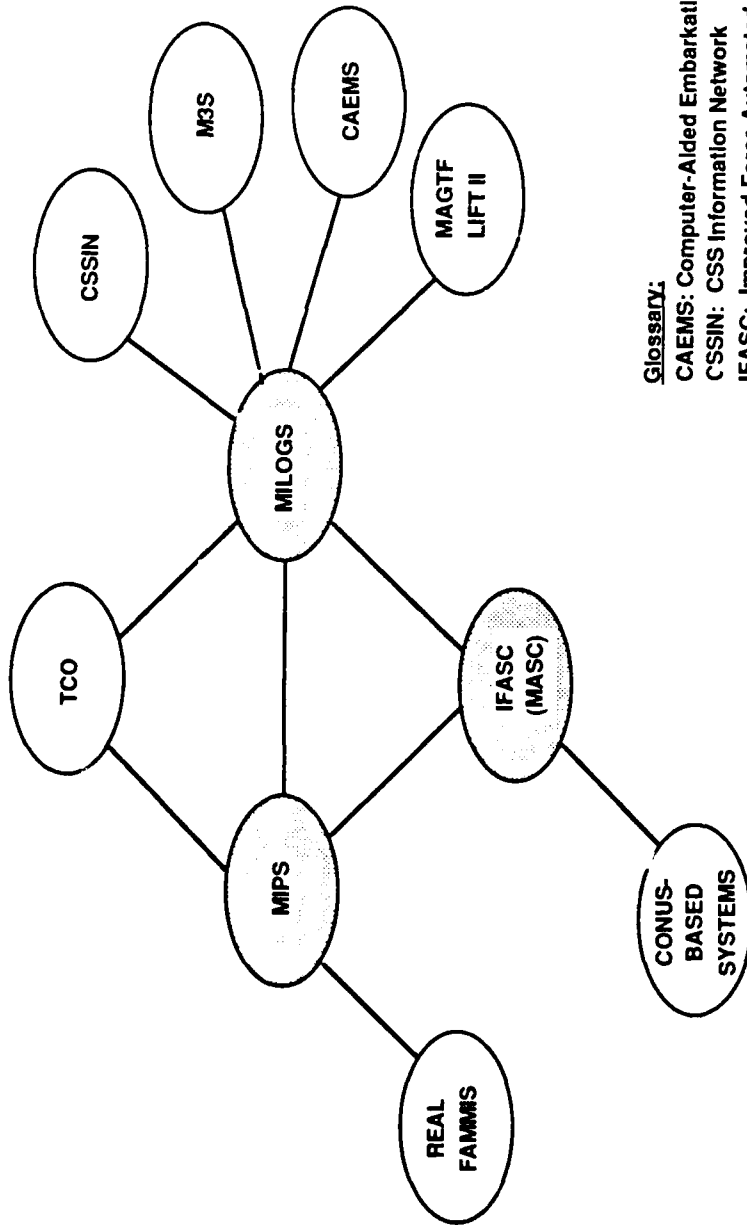 TCO
CSSIN
M3S
CAEMS
MAGTF
LIFT II
MILOGS
MIPS
IFASC
(MASC)
REAL
FAMMIS
CONUS-
BASED
SYSTEMS
Glossary:
CAEMS: Computer-Aided
CSSIN: CSS Information Network